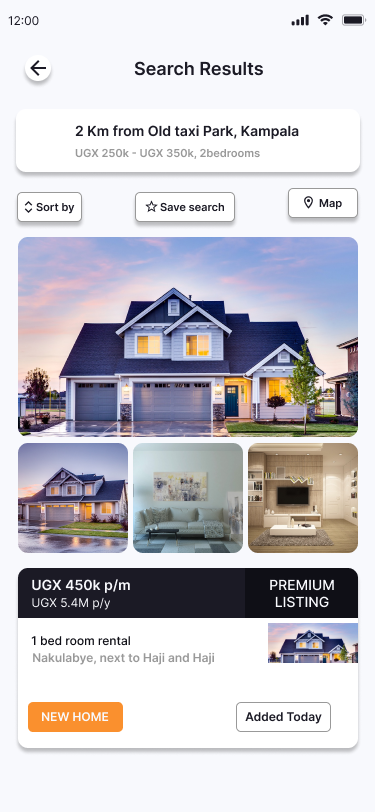 12:00
Search Results
2 Km from Old taxi Park, Kampala
UGX 250k - UGX 350k, 2bedrooms
Sort by
Save search
Map
UGX 450k p/m
UGX 5.4M p/y
PREMIUM
LISTING
1 bed room rental
Nakulabye, next to Haji and Haji
NEW HOME
Added Today